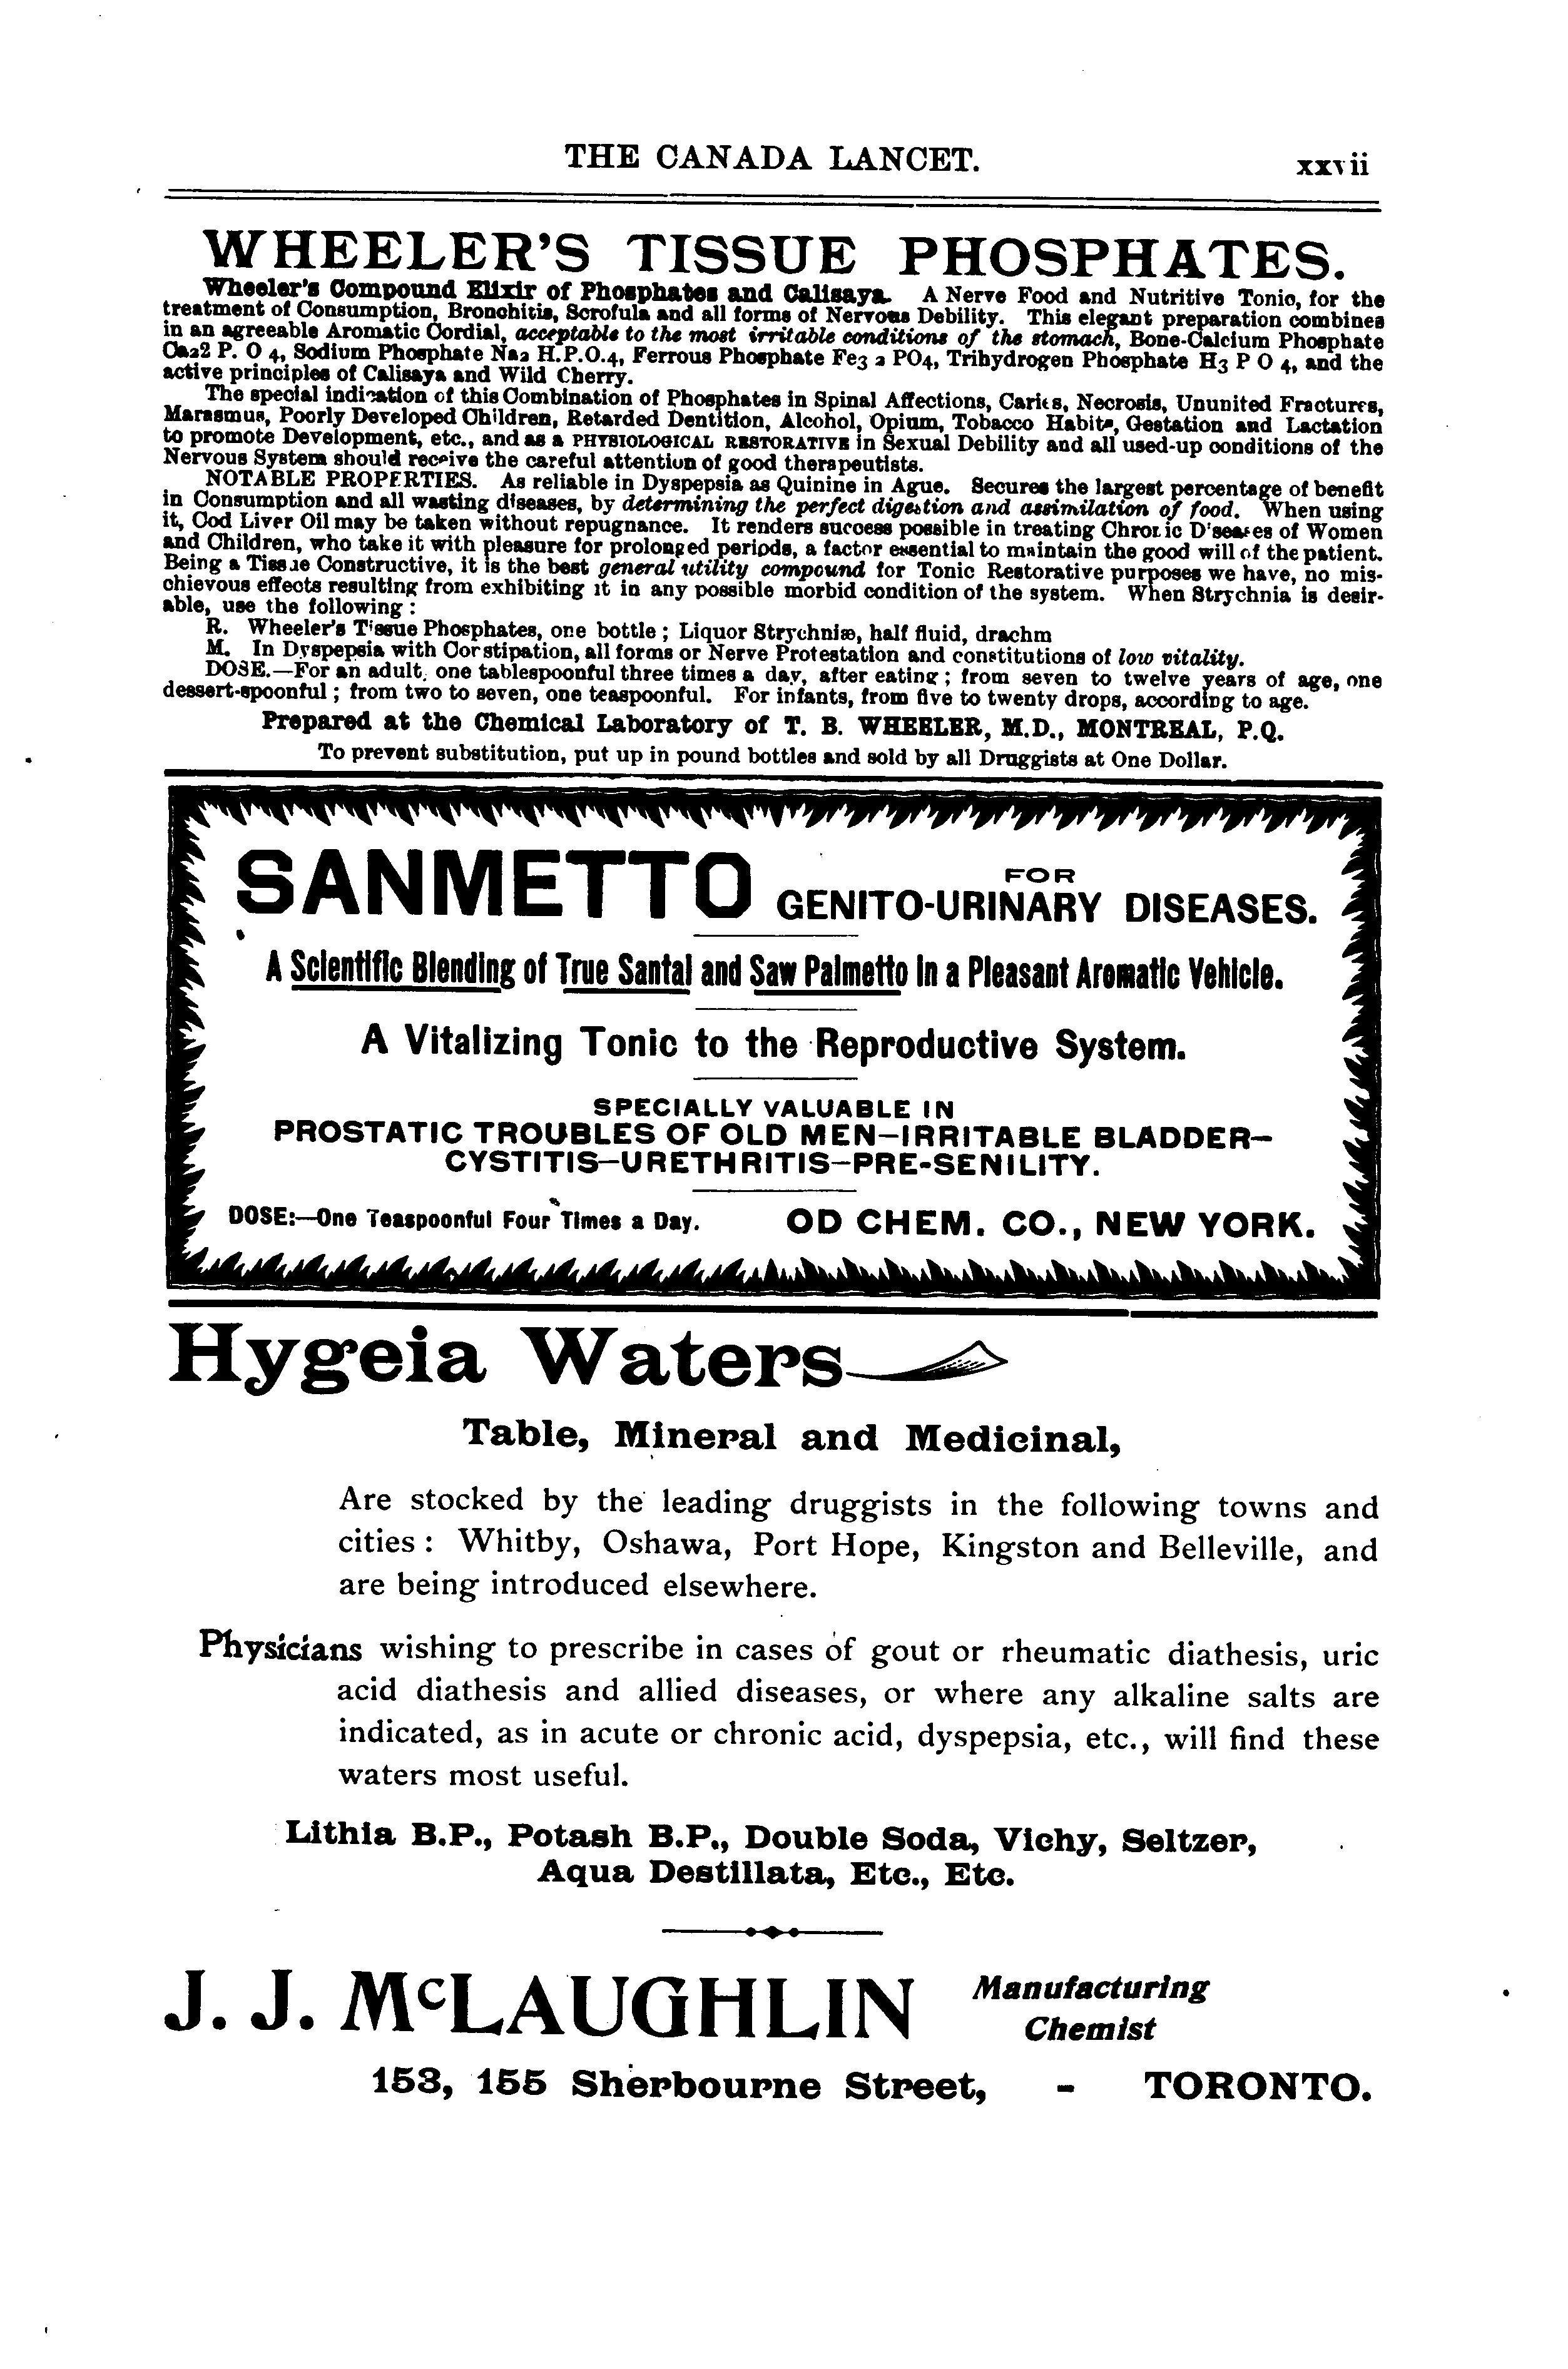 THE CANADA LANCET. xxvii
WHEELER'S TISSUE PHOSPHATES.
Wheeler's Compound Elixir of Phosphates and Calisaya. A Nerve Food and Nutritive Tonic, for the
treatment of Consumption, Bronchitis, Scrofula and all forms of Nervous Debility. This elegant preparation combines
in an agreeable Aromatic Cordial, acceptable to the most irritable conditions of the stomach, Bone-Calcium Phosphate
Ca2 2 P. O 4, Sodium Phosphate Na2 H.P.O.4, Ferrous Phosphate Fe3 2 PO4, Trihydrogen Phosphate H3 P O 4, and the
active principles of Calisaya and Wild Cherry.
The special indication of this Combination of Phosphates in Spinal Affections, Caries, Necrosis, Ununited Fractures,
Marasmus, Poorly Developed Children, Retarded Dentition, Alcohol, Opium, Tobacco Habits, Gestation and Lactation
to promote Development, etc., and as a PHYSIOLOGICAL RESTORATIVE in Sexual Debility and all used-up conditions of the
Nervous System should receive the careful attention of good therapeutists.
NOTABLE PROPERTIES. As reliable in Dyspepsia as Quinine in Ague. Secures the largest percentage of benefit
in Consumption and all wasting diseases, by determining the perfect digestion and assimilation of food. When using
it, Cod Liver Oil may be taken without repugnance. It renders success possible in treating Chronic Diseases of Women
and Children, who take it with pleasure for prolonged periods, a factor essential to maintain the good will of the patient.
Being a Tissue Constructive, it is the best general utility compound for Tonic Restorative purposes we have, no mis-
chievous effects resulting from exhibiting it in any possible morbid condition of the system. When Strychnia is desir-
able, use the following :
R. Wheeler's Tissue Phosphates, one bottle ; Liquor Strychniæ, half fluid, drachm
M. In Dyspepsia with Constipation, all forms or Nerve Protestation and constitutions of low vitality.
DOSE.—For an adult, one tablespoonful three times a day, after eating ; from seven to twelve years of age, one
dessert-spoonful ; from two to seven, one teaspoonful. For infants, from five to twenty drops, according to age.
Prepared at the Chemical Laboratory of T. B. WHEELER, M.D., MONTREAL, P.Q.
To prevent substitution, put up in pound bottles and sold by all Druggists at One Dollar.
SANMETTO FOR
GENITO-URINARY DISEASES.
A Scientific Blending of True Santal and Saw Palmetto in a Pleasant Aromatic Vehicle.
A Vitalizing Tonic to the Reproductive System.
SPECIALLY VALUABLE IN
PROSTATIC TROUBLES OF OLD MEN—IRRITABLE BLADDER—
CYSTITIS—URETHRITIS—PRE-SENILITY.
DOSE:—One Teaspoonful Four Times a Day. OD CHEM. CO., NEW YORK.
Hygeia Waters
Table, Mineral and Medicinal,
Are stocked by the leading druggists in the following towns and
cities : Whitby, Oshawa, Port Hope, Kingston and Belleville, and
are being introduced elsewhere.
Physicians wishing to prescribe in cases of gout or rheumatic diathesis, uric
acid diathesis and allied diseases, or where any alkaline salts are
indicated, as in acute or chronic acid, dyspepsia, etc., will find these
waters most useful.
Lithia B.P., Potash B.P., Double Soda, Vichy, Seltzer,
Aqua Destillata, Etc., Etc.
J. J. McLAUGHLIN Manufacturing
Chemist
153, 155 Sherbourne Street, - TORONTO.